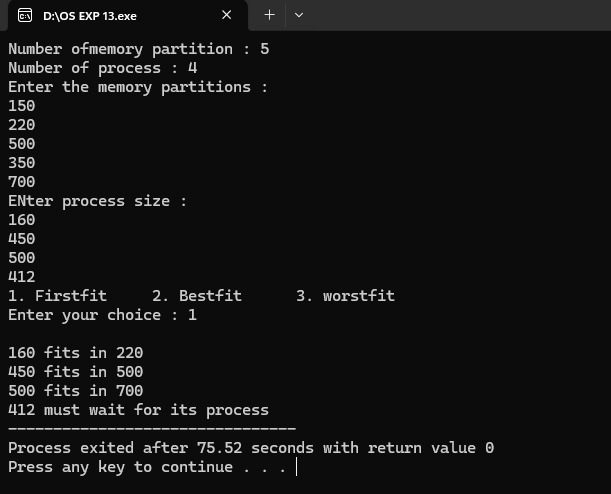 D:\OS EXP 13.exe
Number ofmemory partition : 5
Number of process : 4
Enter the memory partitions :
150
220
500
350
700
ENter process size :
160
450
500
412
1. Firstfit     2. Bestfit      3. worstfit
Enter your choice : 1

160 fits in 220
450 fits in 500
500 fits in 700
412 must wait for its process
--------------------------------
Process exited after 75.52 seconds with return value 0
Press any key to continue . . .